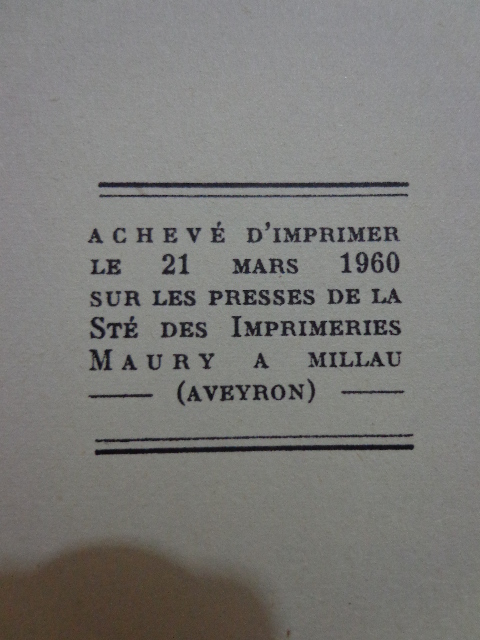 ACHEVÉ D'IMPRIMER
LE 21 MARS 1960
SUR LES PRESSES DE LA
STÉ DES IMPRIMERIES
MAURY A MILLAU
(AVEYRON)